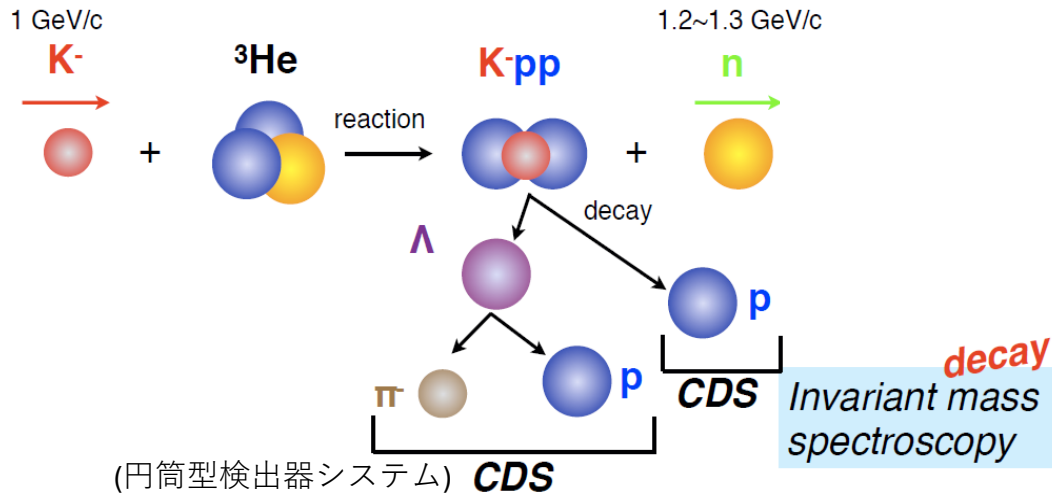 1 GeV/c
K-
+
3He
reaction
K-pp
+
1.2~1.3 GeV/c
n
decay
Λ
p
π-
p
CDS
decay
Invariant mass
spectroscopy
(円筒型検出器システム) CDS